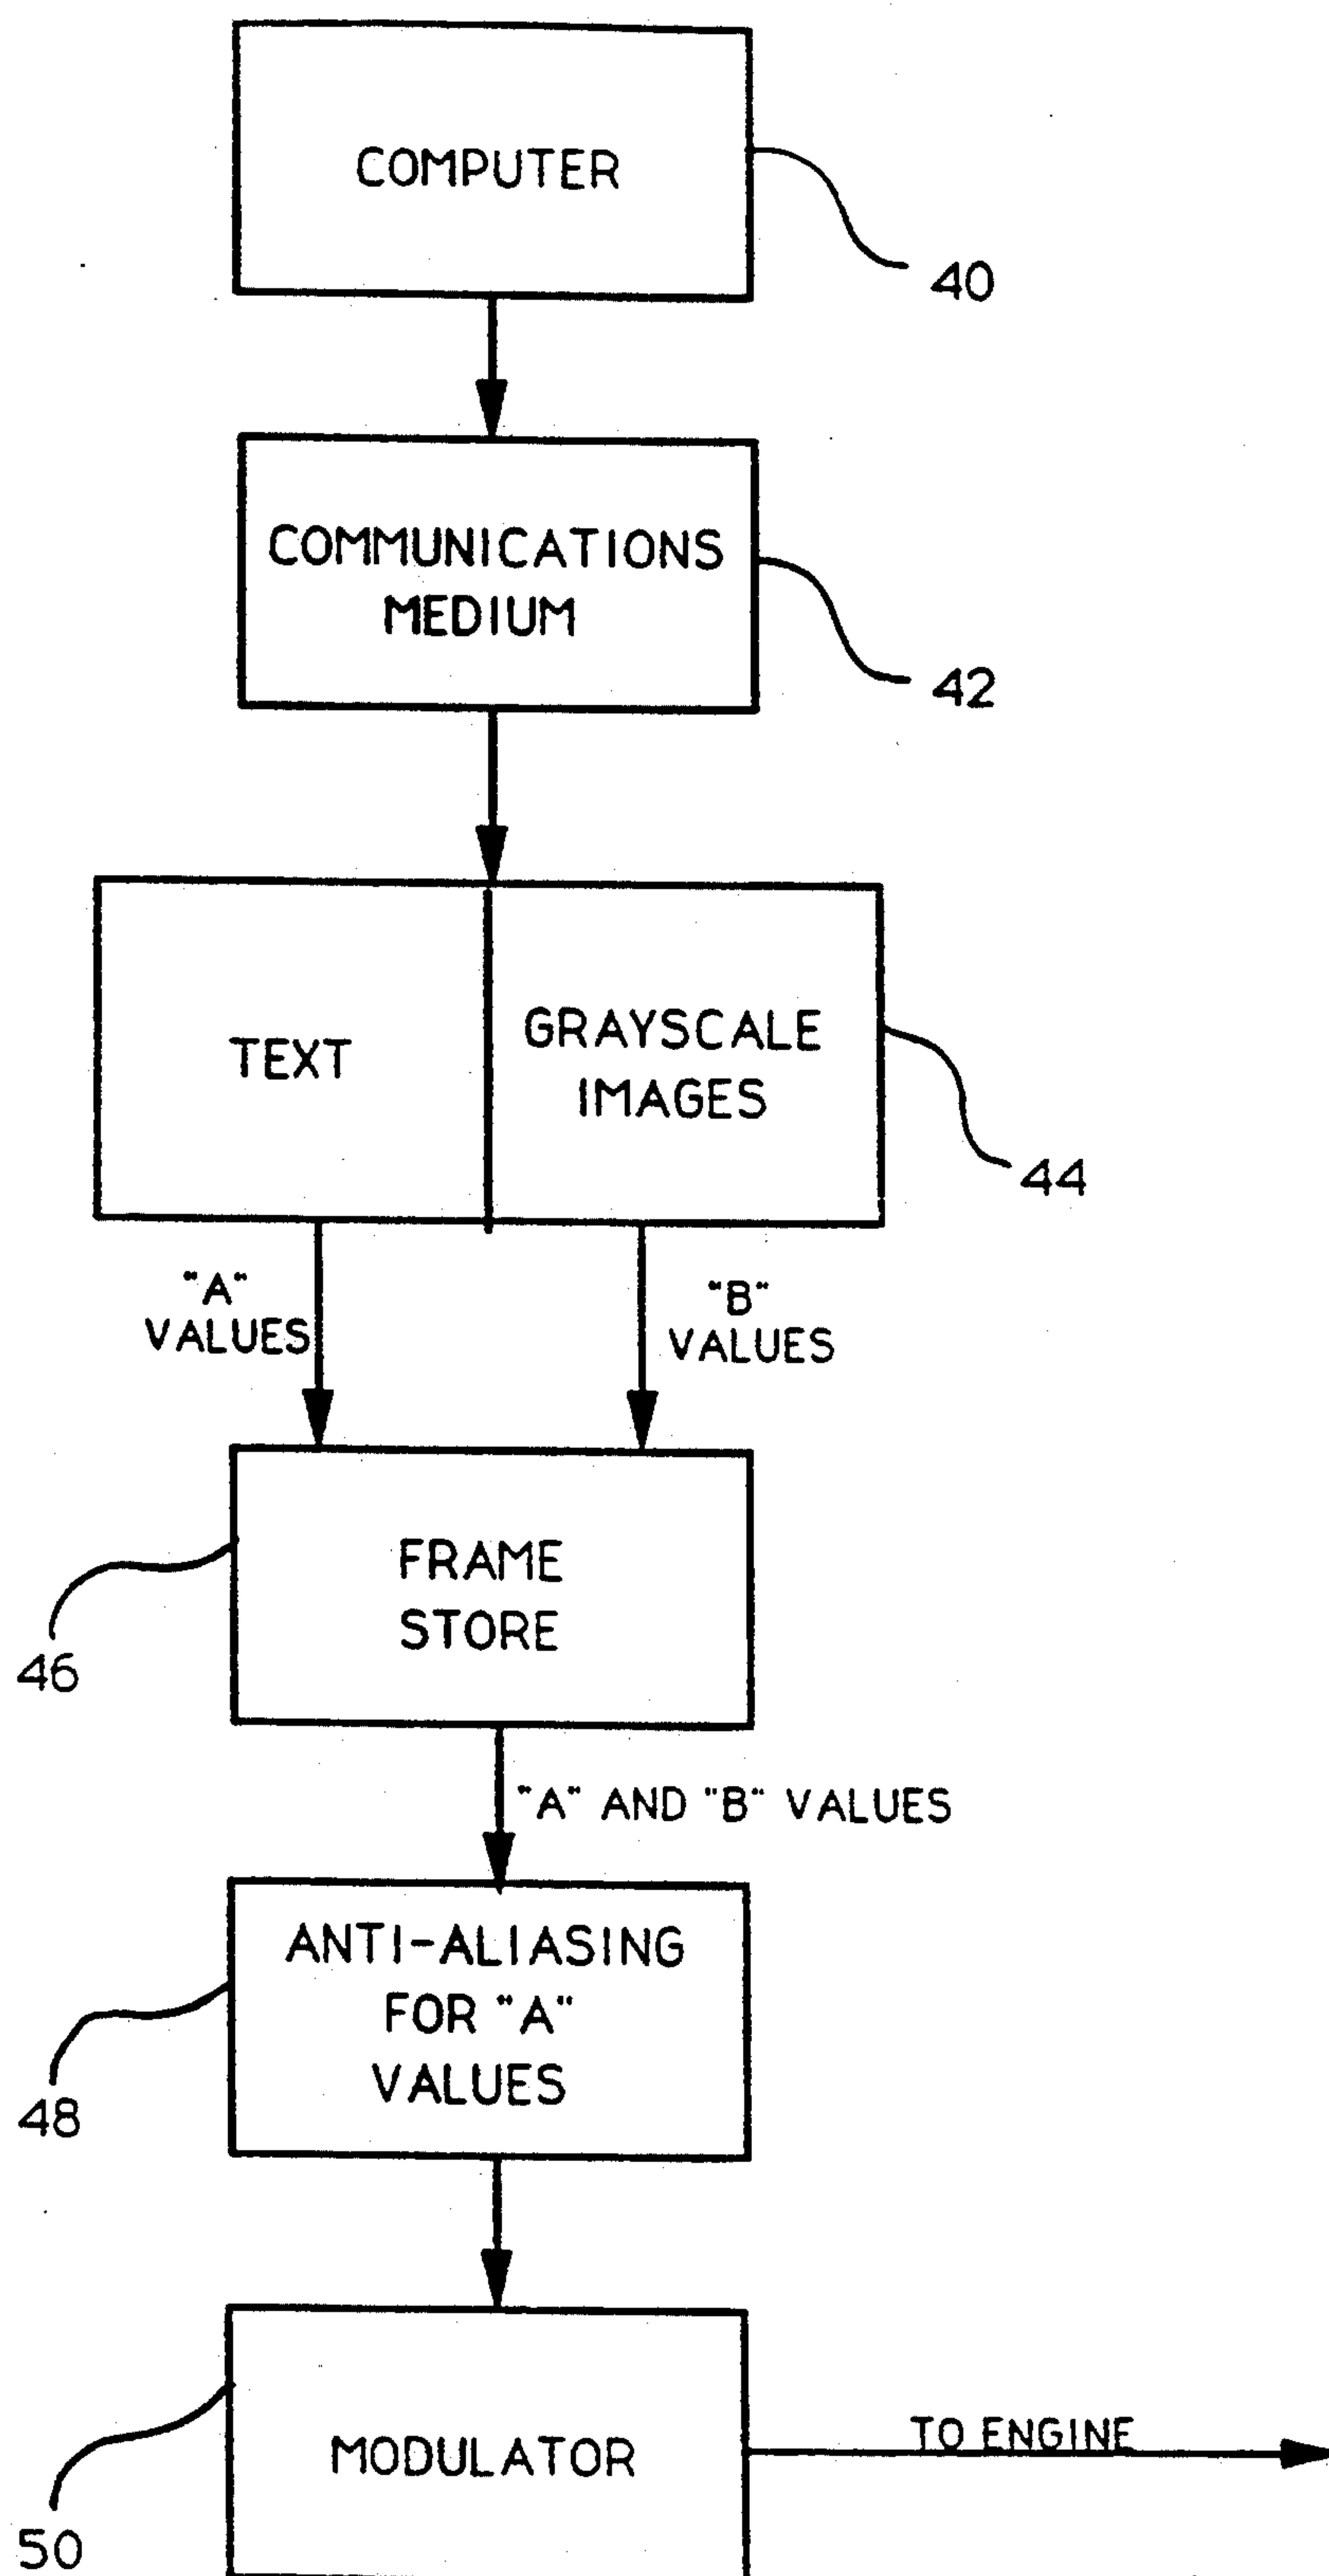 COMPUTER
40
COMMUNICATIONS
MEDIUM
42
TEXT
GRAYSCALE
IMAGES
44
"A"
VALUES
"B"
VALUES
FRAME
STORE
46
"A" AND "B" VALUES
ANTI-ALIASING
FOR "A"
VALUES
48
MODULATOR
TO ENGINE
50